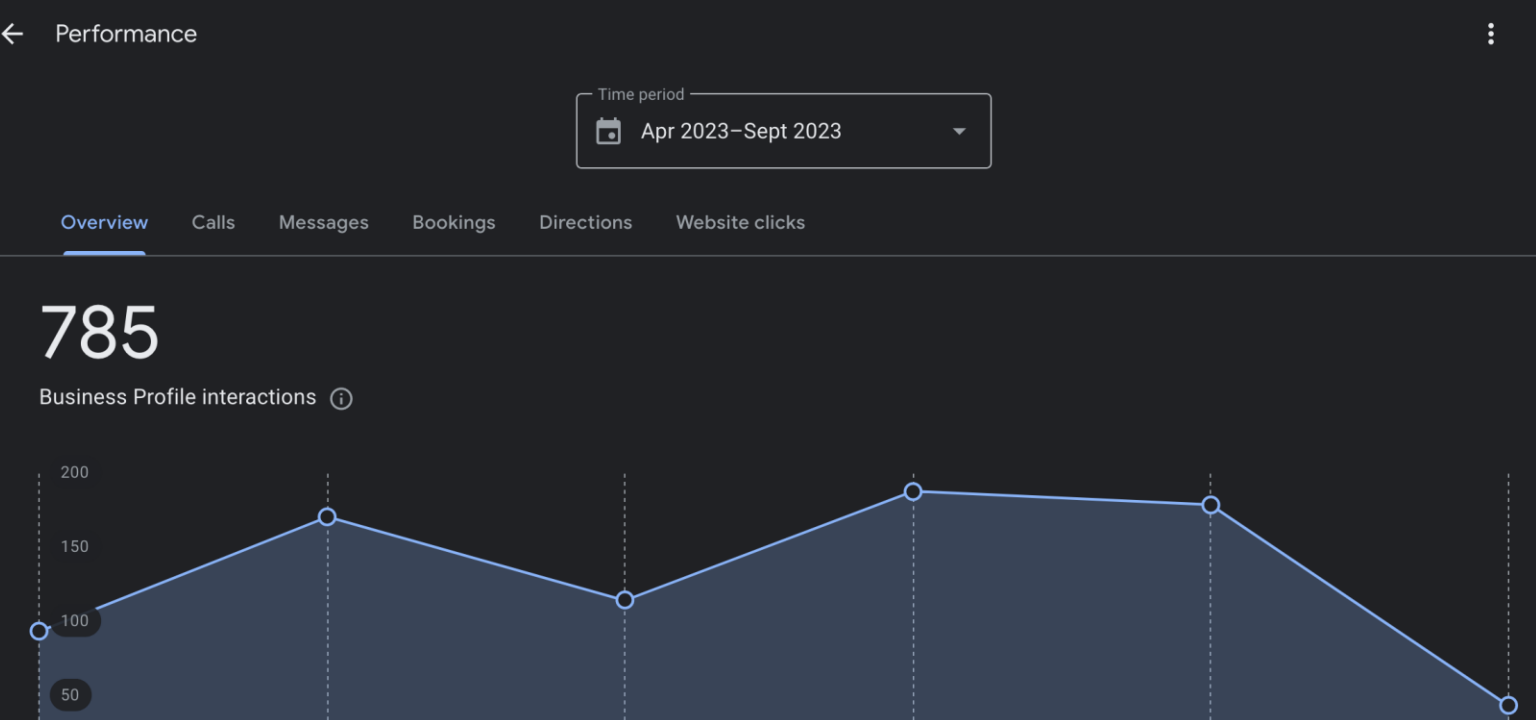 Performance
Time period
Apr 2023–Sept 2023
Overview Calls Messages Bookings Directions Website clicks
785
Business Profile interactions
200
150
100
50